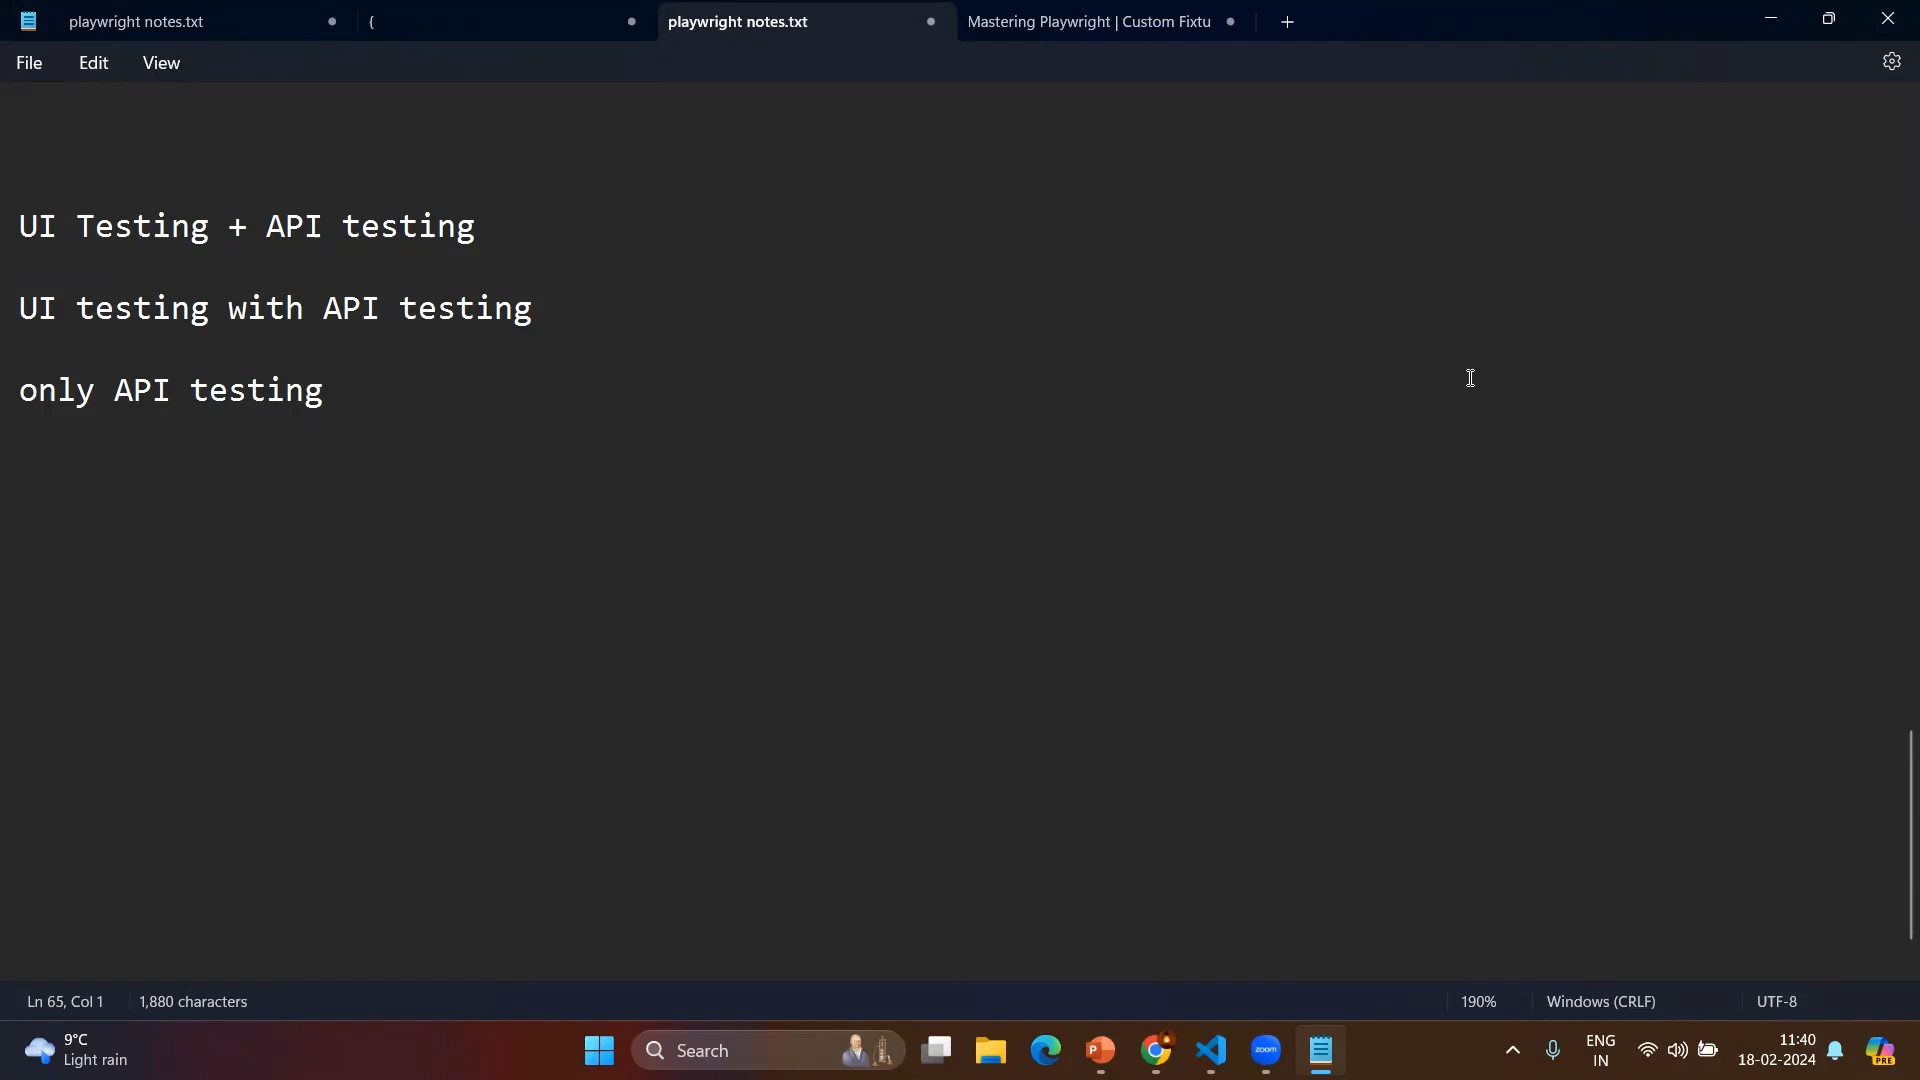 playwright notes.txt
{
playwright notes.txt
Mastering Playwright | Custom Fixtu
File Edit View
UI Testing + API testing
UI testing with API testing
only API testing
Ln 65, Col 1
1,880 characters
190%
Windows (CRLF)
UTF-8
9°C
Light rain
Search
zoom
ENG
IN
11:40
18-02-2024
PRE